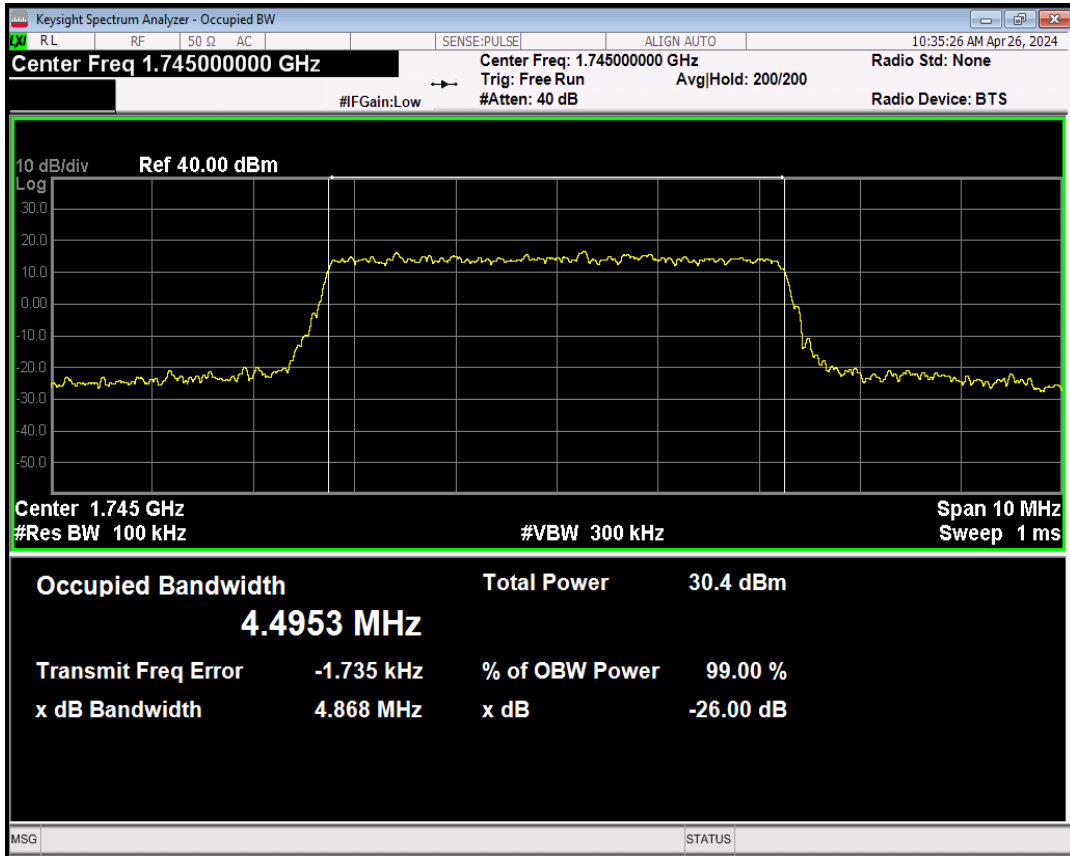 Keysight Spectrum Analyzer - Occupied BW
LXI RL RF 50 Ω AC SENSE:PULSE ALIGN AUTO 10:35:26 AM Apr 26, 2024
Center Freq 1.745000000 GHz Center Freq: 1.745000000 GHz Radio Std: None
Trig: Free Run Avg|Hold: 200/200
#IFGain:Low #Atten: 40 dB Radio Device: BTS
10 dB/div Ref 40.00 dBm
Log
30.0
20.0
10.0
0.00
-10.0
-20.0
-30.0
-40.0
-50.0
Center 1.745 GHz Span 10 MHz
#Res BW 100 kHz #VBW 300 kHz Sweep 1 ms
Occupied Bandwidth Total Power 30.4 dBm
4.4953 MHz
Transmit Freq Error -1.735 kHz % of OBW Power 99.00 %
x dB Bandwidth 4.868 MHz x dB -26.00 dB
MSG STATUS